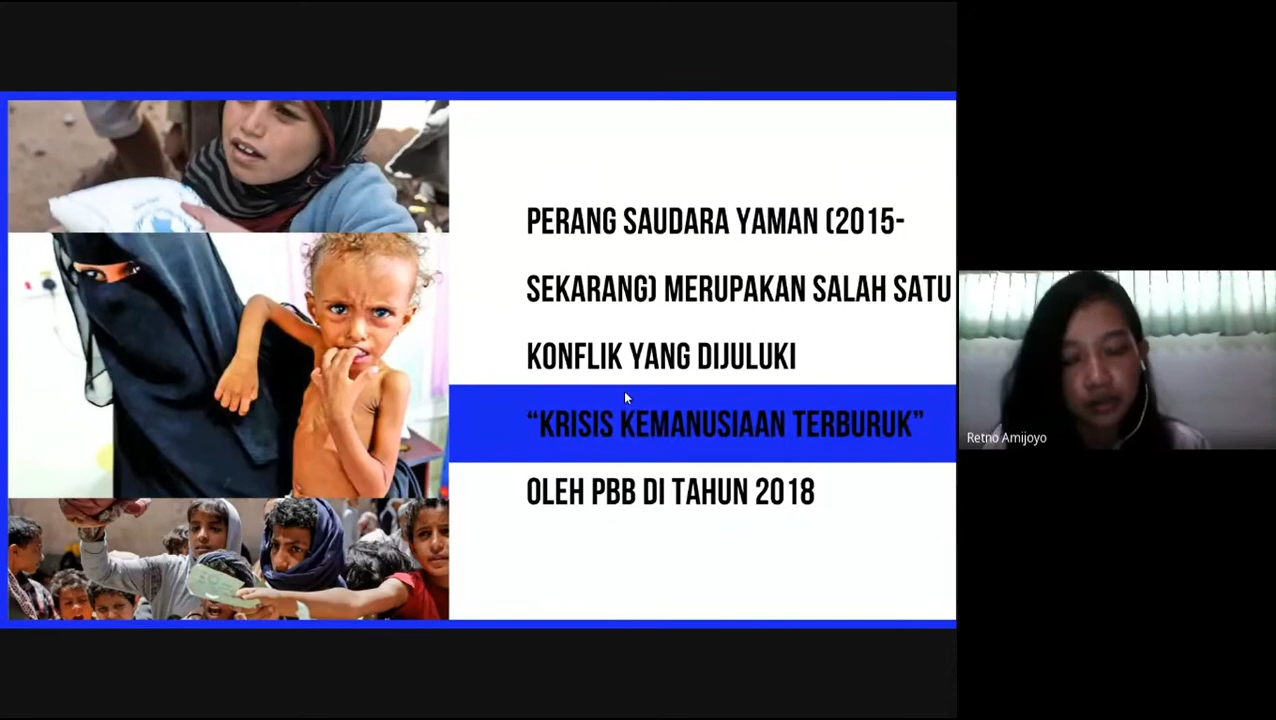 PERANG SAUDARA YAMAN (2015-
SEKARANG) MERUPAKAN SALAH SATU
KONFLIK YANG DIJULUKI
“KRISIS KEMANUSIAAN TERBURUK”
OLEH PBB DI TAHUN 2018
Retno Amijoyo